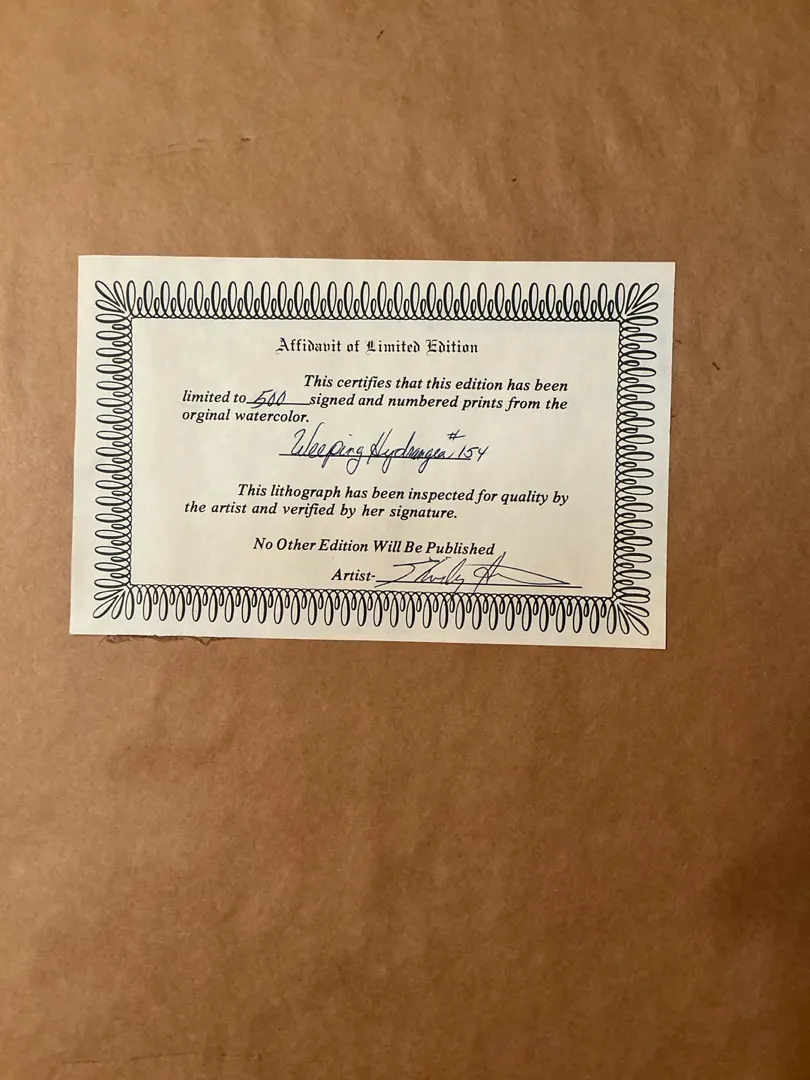 Affidavit of Limited Edition
This certifies that this edition has been
limited to 500 signed and numbered prints from the
orginal watercolor.
Weeping Hydrangea #154
This lithograph has been inspected for quality by
the artist and verified by her signature.
No Other Edition Will Be Published
Artist-